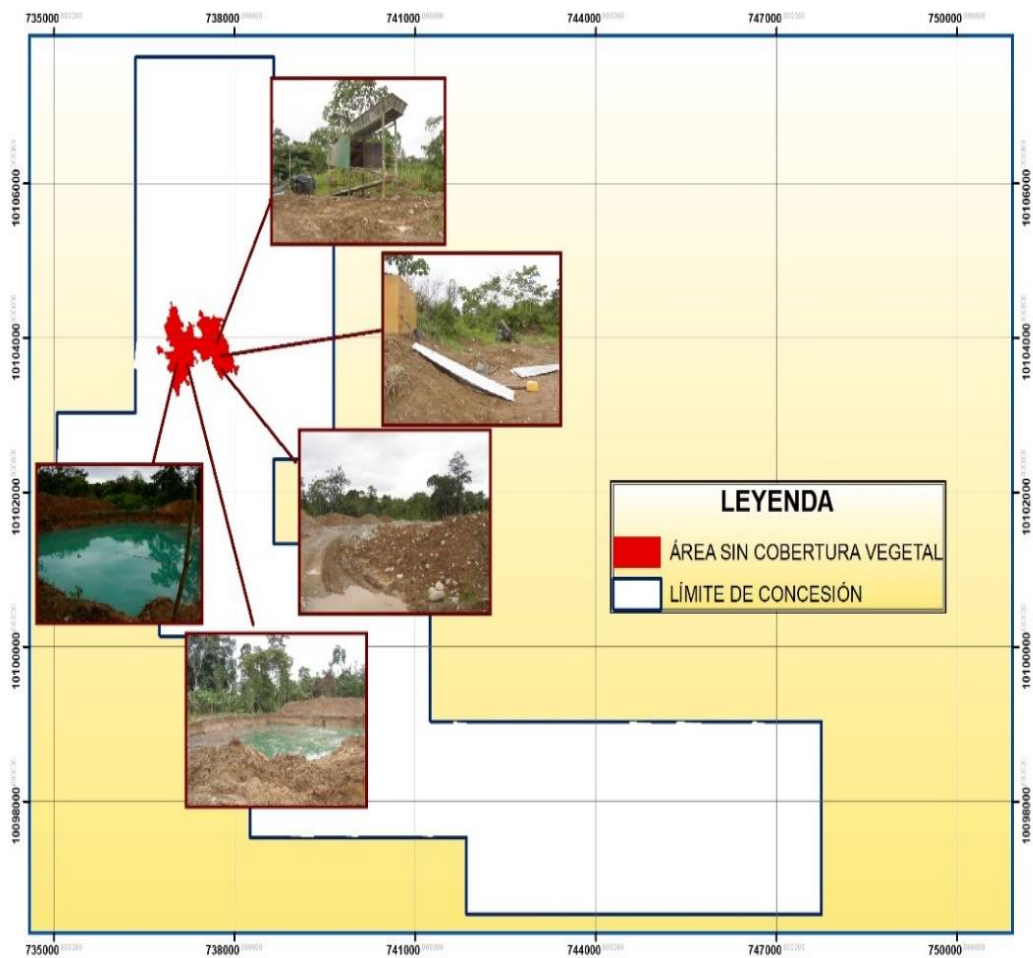 735000 738000 741000 744000 747000 750000
10106000 10106000
10104000 10104000
10102000 10102000
LEYENDA
ÁREA SIN COBERTURA VEGETAL
LÍMITE DE CONCESIÓN
10100000 10100000
10098000 10098000
735000 738000 741000 744000 747000 750000